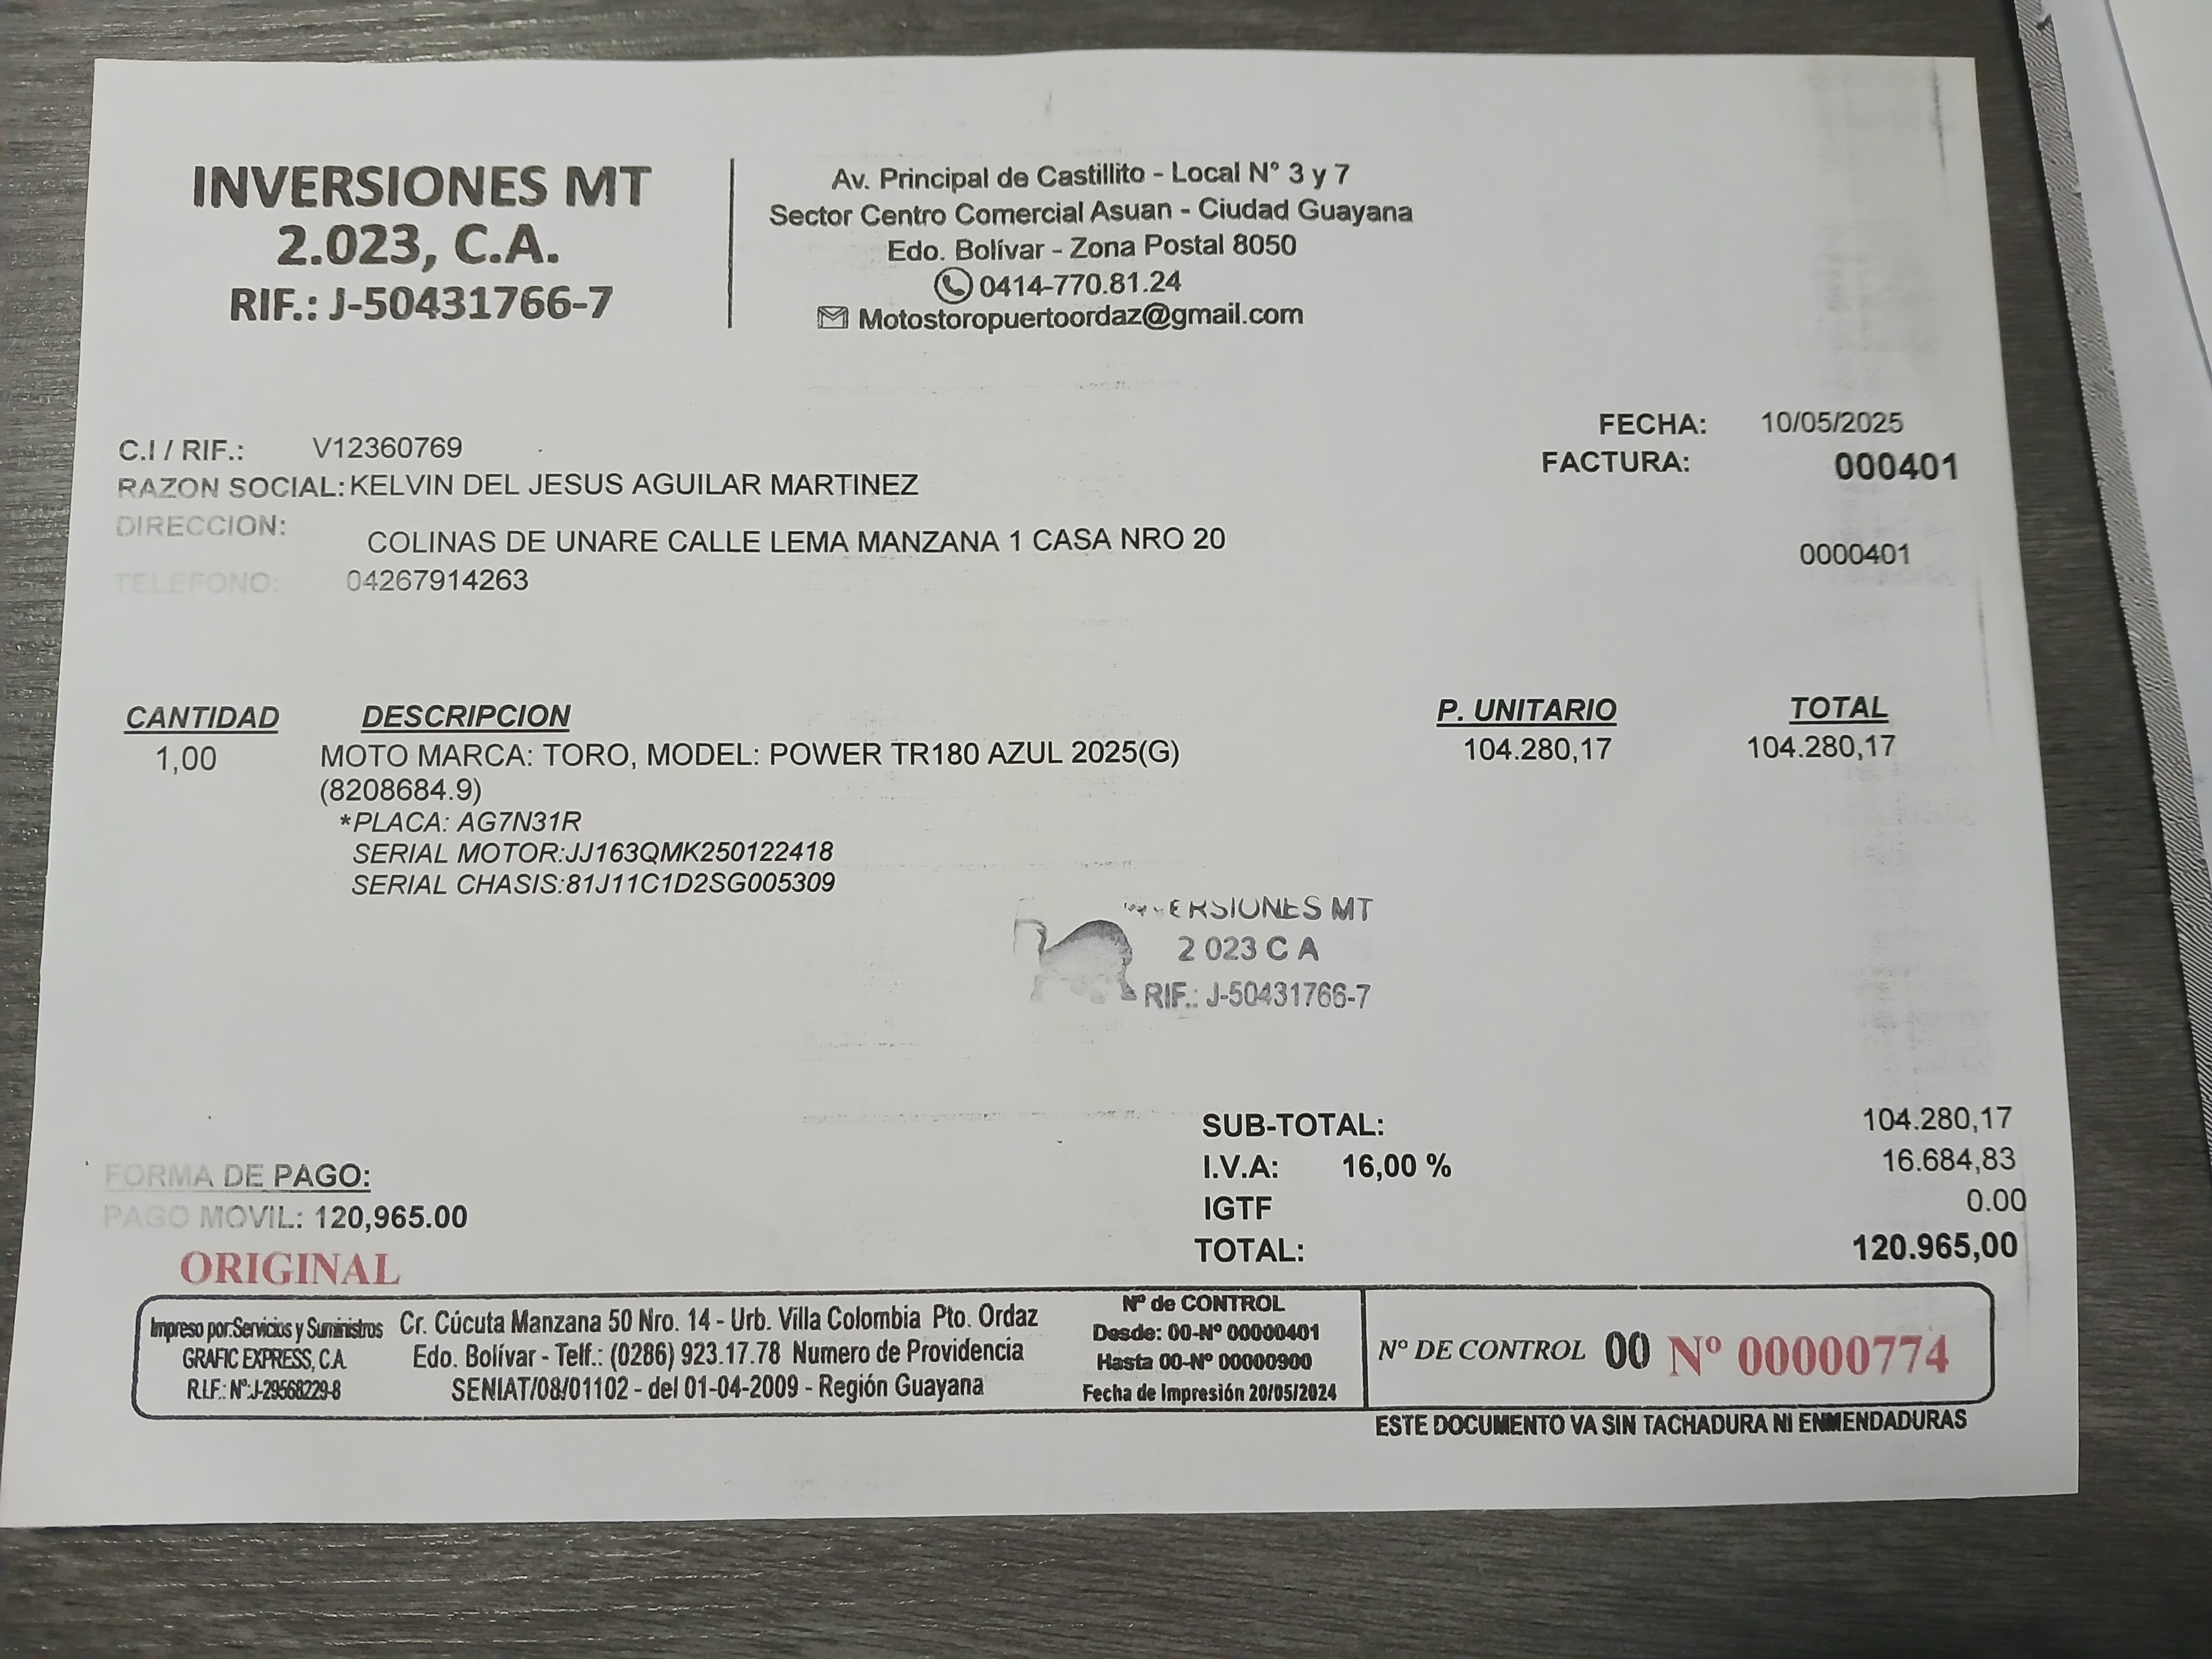 INVERSIONES MT
2.023, C.A.
RIF.: J-50431766-7
Av. Principal de Castillito - Local N° 3 y 7
Sector Centro Comercial Asuan - Ciudad Guayana
Edo. Bolívar - Zona Postal 8050
0414-770.81.24
Motostoropuertoordaz@gmail.com
FECHA: 10/05/2025
FACTURA: 000401
0000401
C.I / RIF.: V12360769
RAZON SOCIAL: KELVIN DEL JESUS AGUILAR MARTINEZ
DIRECCION: COLINAS DE UNARE CALLE LEMA MANZANA 1 CASA NRO 20
TELEFONO: 04267914263
CANTIDAD DESCRIPCION P. UNITARIO TOTAL
1,00 MOTO MARCA: TORO, MODEL: POWER TR180 AZUL 2025(G) 104.280,17 104.280,17
(8208684.9)
*PLACA: AG7N31R
SERIAL MOTOR:JJ163QMK250122418
SERIAL CHASIS:81J11C1D2SG005309
ERSIONES MT
2 023 C A
RIF.: J-50431766-7
SUB-TOTAL: 104.280,17
I.V.A: 16,00 % 16.684,83
IGTF 0.00
TOTAL: 120.965,00
FORMA DE PAGO:
PAGO MOVIL: 120,965.00
ORIGINAL
Impreso por:Servicios y Suministros
GRAFIC EXPRESS, C.A.
R.I.F.: N°:J-29568229-8
Cr. Cúcuta Manzana 50 Nro. 14 - Urb. Villa Colombia Pto. Ordaz
Edo. Bolívar - Telf.: (0286) 923.17.78 Numero de Providencia
SENIAT/08/01102 - del 01-04-2009 - Región Guayana
Nº de CONTROL
Desde: 00-Nº 00000401
Hasta 00-Nº 00000900
Fecha de Impresión 20/05/2024
Nº DE CONTROL 00 Nº 00000774
ESTE DOCUMENTO VA SIN TACHADURA NI ENMENDADURAS